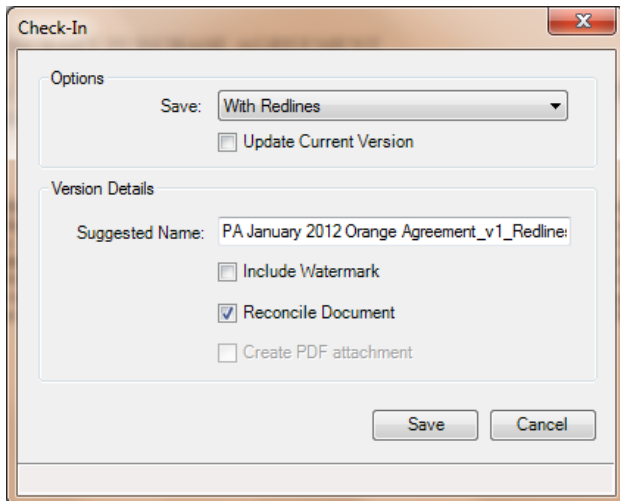 Check-In
Options
Save: With Redlines
Update Current Version
Version Details
Suggested Name: PA January 2012 Orange Agreement_v1_Redlines
Include Watermark
Reconcile Document
Create PDF attachment
Save Cancel